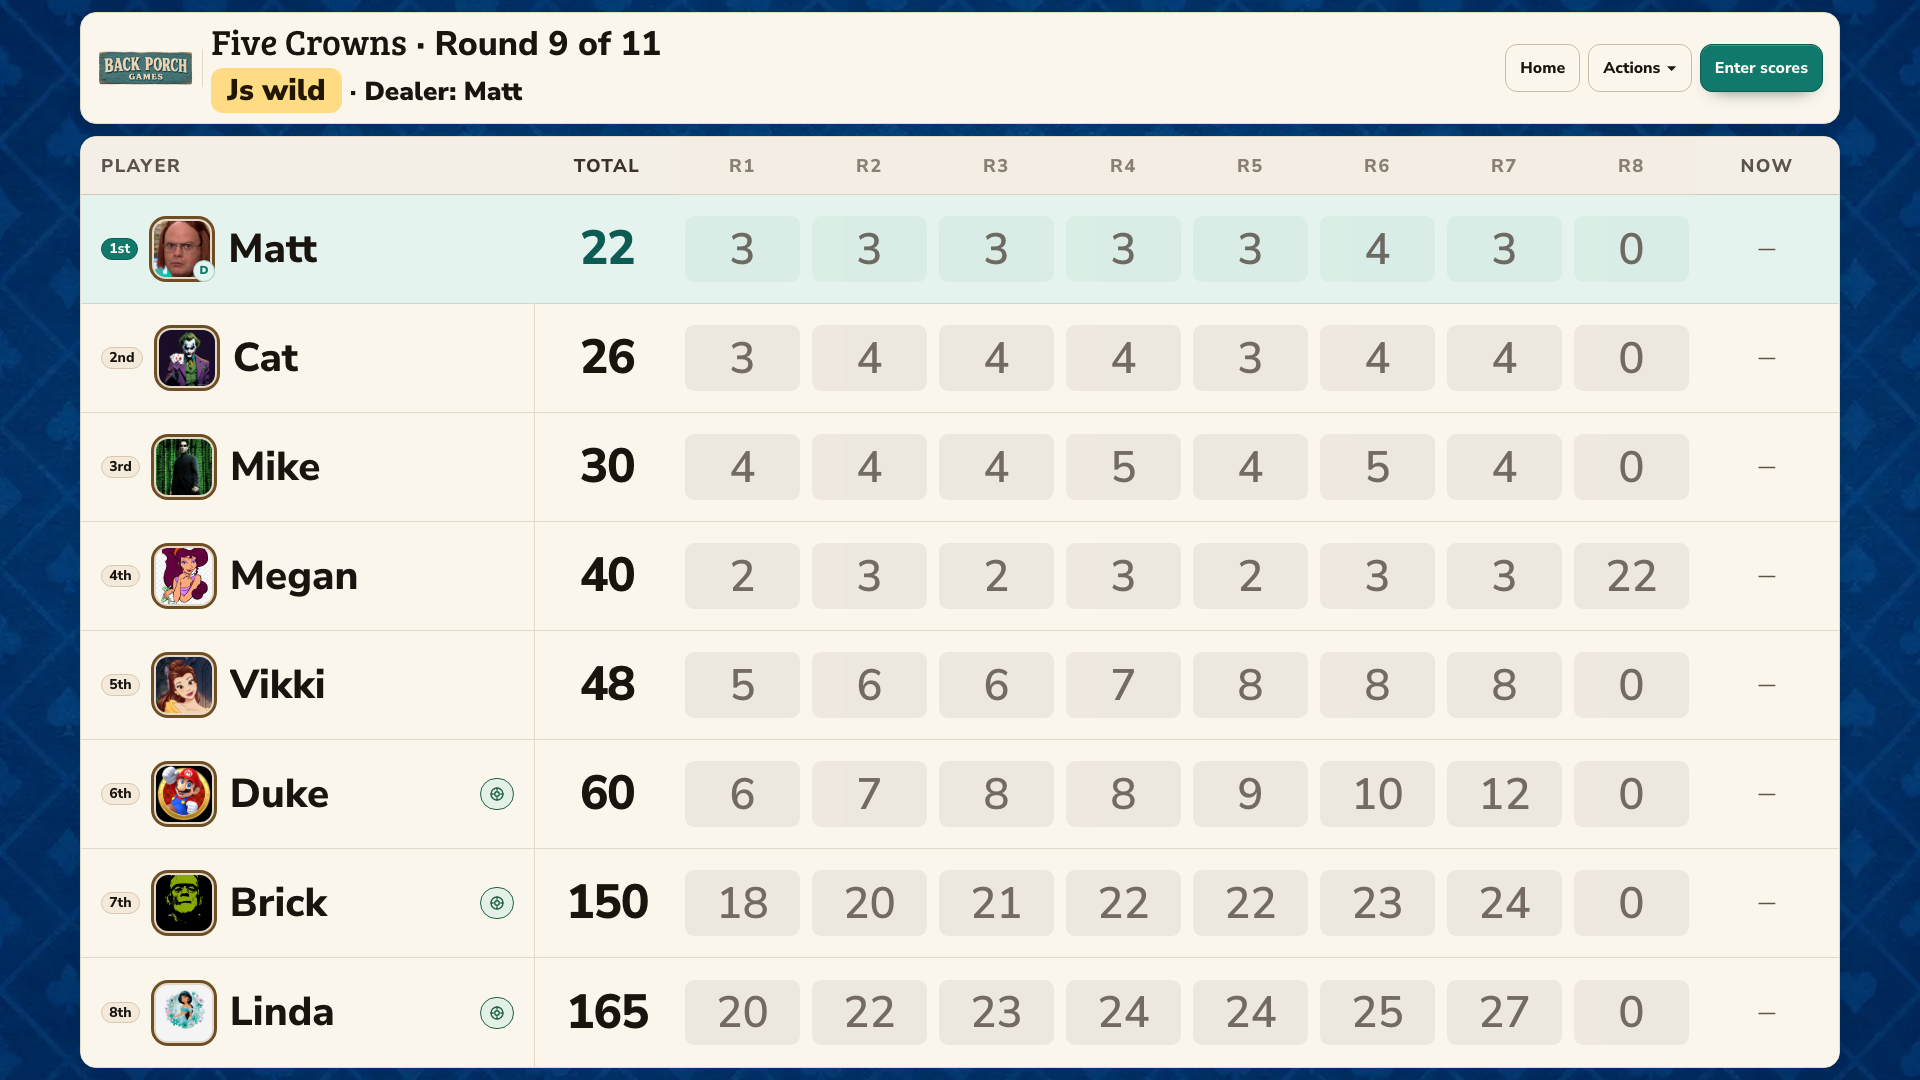 BACK PORCH
GAMES
Five Crowns · Round 9 of 11
Js wild · Dealer: Matt
Home
Actions
Enter scores
PLAYER TOTAL R1 R2 R3 R4 R5 R6 R7 R8 NOW
1st D Matt 22 3 3 3 3 3 4 3 0 –
2nd Cat 26 3 4 4 4 3 4 4 0 –
3rd Mike 30 4 4 4 5 4 5 4 0 –
4th Megan 40 2 3 2 3 2 3 3 22 –
5th Vikki 48 5 6 6 7 8 8 8 0 –
6th Duke 60 6 7 8 8 9 10 12 0 –
7th Brick 150 18 20 21 22 22 23 24 0 –
8th Linda 165 20 22 23 24 24 25 27 0 –